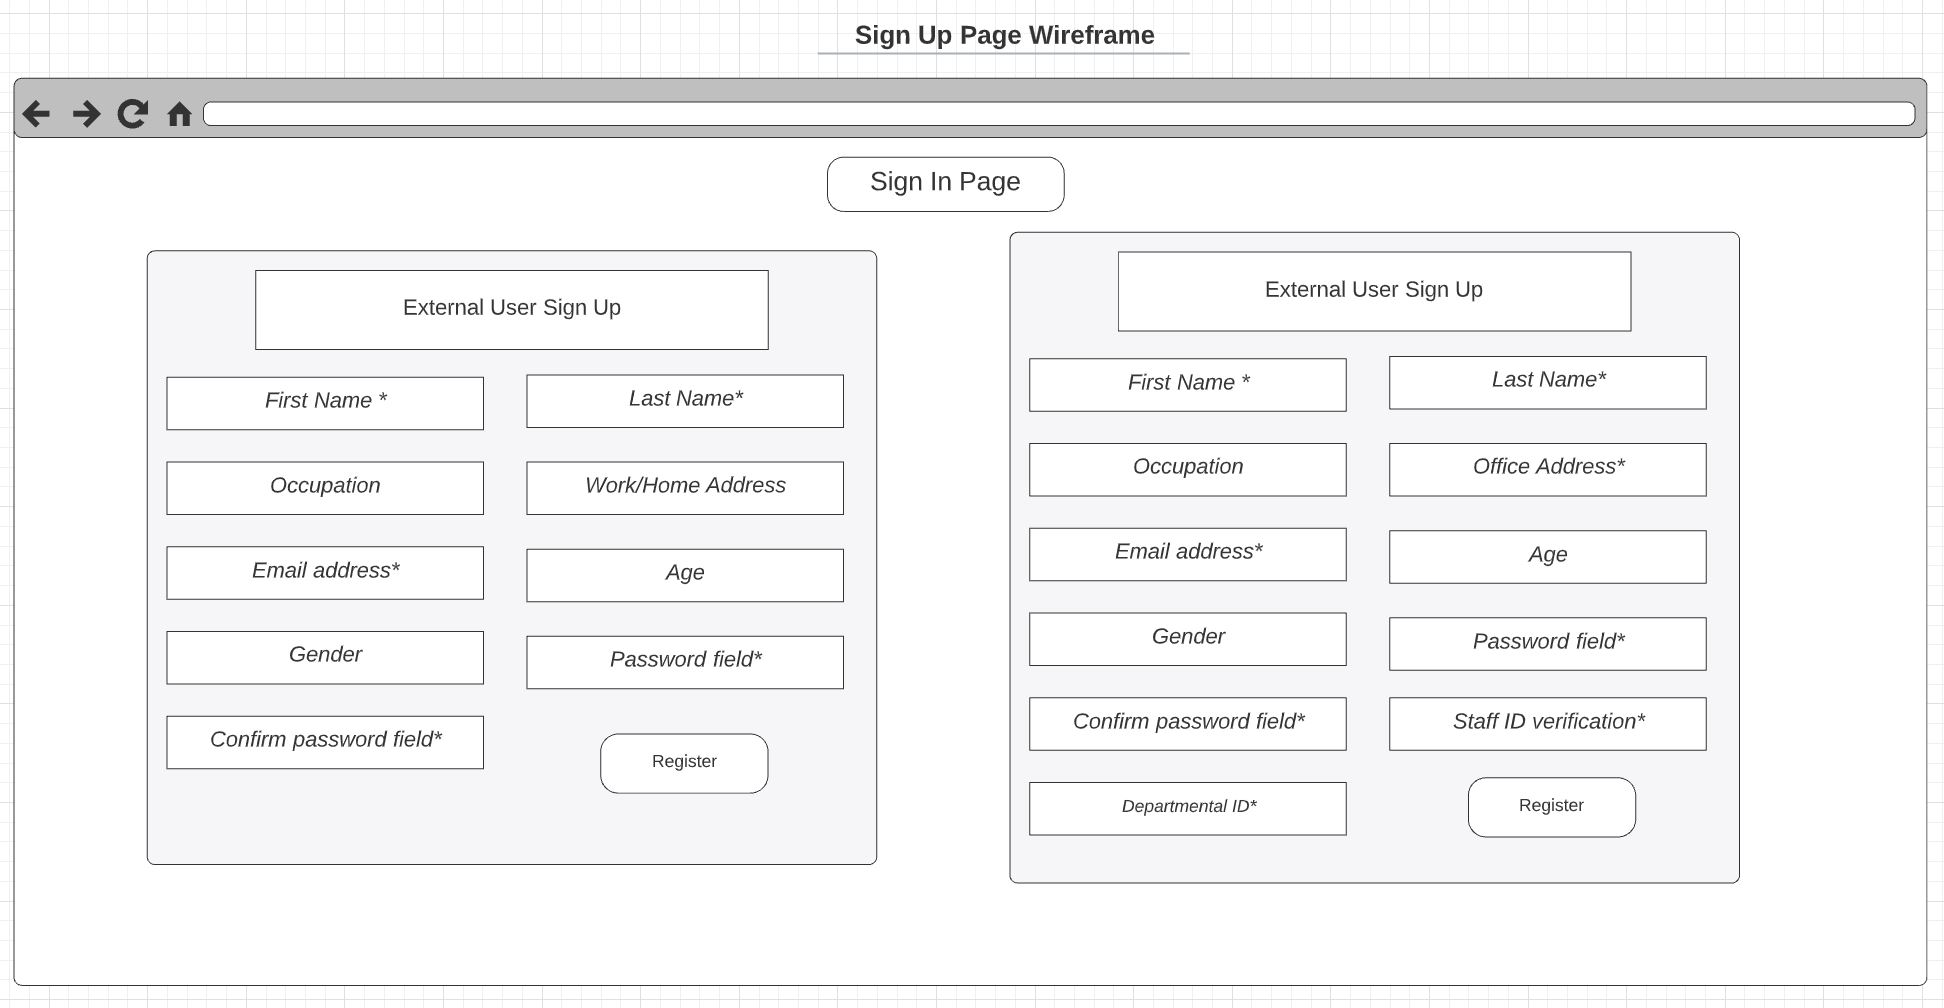 Sign Up Page Wireframe
Sign In Page
External User Sign Up
First Name *
Last Name*
Occupation
Work/Home Address
Email address*
Age
Gender
Password field*
Confirm password field*
Register
External User Sign Up
First Name *
Last Name*
Occupation
Office Address*
Email address*
Age
Gender
Password field*
Confirm password field*
Staff ID verification*
Departmental ID*
Register